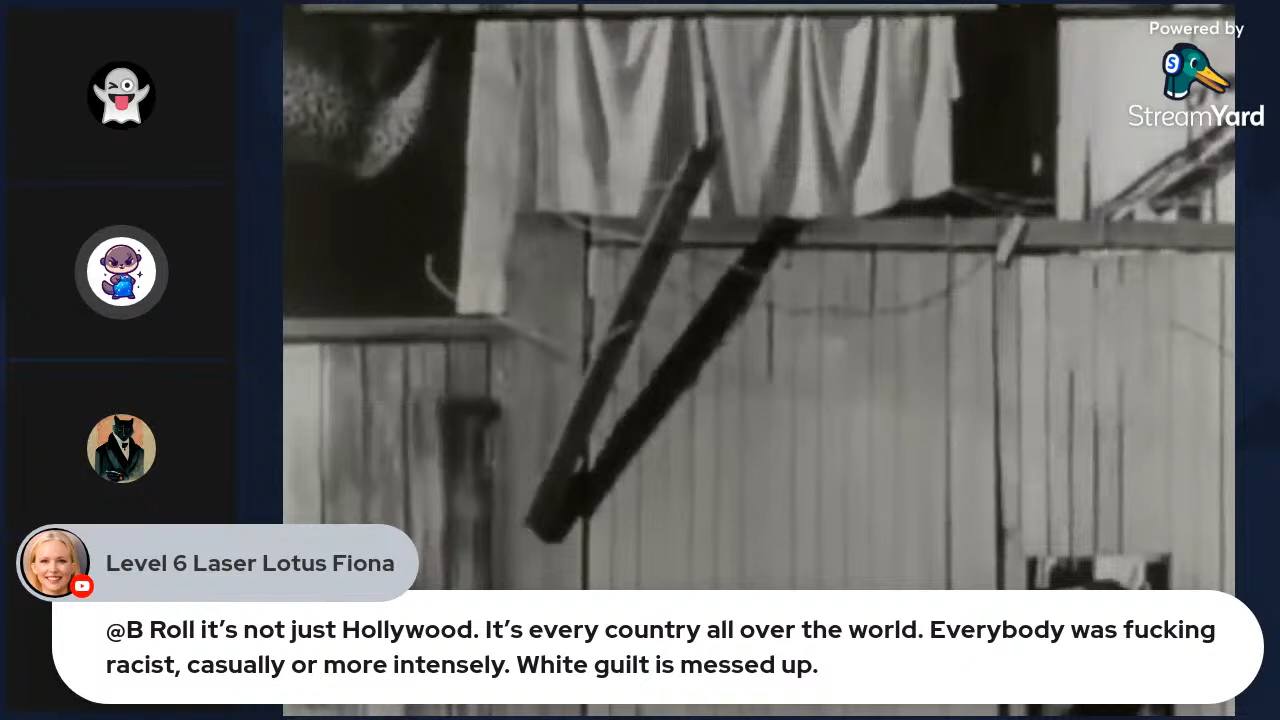 Powered by
StreamYard
Level 6 Laser Lotus Fiona
@B Roll it’s not just Hollywood. It’s every country all over the world. Everybody was fucking
racist, casually or more intensely. White guilt is messed up.